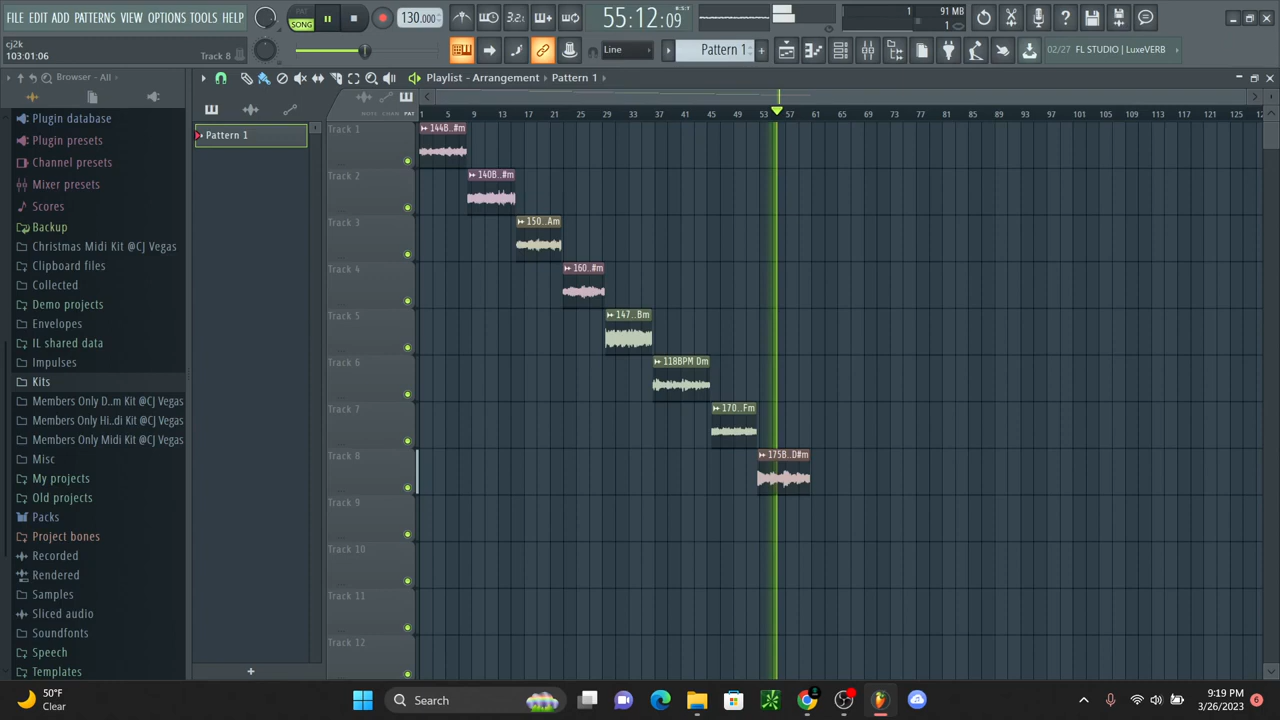 FILE EDIT ADD PATTERNS VIEW OPTIONS TOOLS HELP
cj2k
103:01:06
Track 8
PAT
SONG
130.000
3.2.
55:12:09
B:S:T
1
91 MB
1
Line
Pattern 1
02/27 FL STUDIO | LuxeVERB
Browser - All
Playlist - Arrangement
Pattern 1
NOTE CHAN PAT
1 5 9 13 17 21 25 29 33 37 41 45 49 53 57 61 65 69 73 77 81 85 89 93 97 101 105 109 113 117 121 125
Pattern 1
Plugin database
Plugin presets
Channel presets
Mixer presets
Scores
Backup
Christmas Midi Kit @CJ Vegas
Clipboard files
Collected
Demo projects
Envelopes
IL shared data
Impulses
Kits
Members Only D..m Kit @CJ Vegas
Members Only Hi..di Kit @CJ Vegas
Members Only Midi Kit @CJ Vegas
Misc
My projects
Old projects
Packs
Project bones
Recorded
Rendered
Samples
Sliced audio
Soundfonts
Speech
Templates
Track 1
144B..#m
Track 2
140B..#m
Track 3
150..Am
Track 4
160..#m
Track 5
147..Bm
Track 6
118BPM Dm
Track 7
170..Fm
Track 8
175B..D#m
Track 9
Track 10
Track 11
Track 12
50°F
Clear
Search
9:19 PM
3/26/2023
6